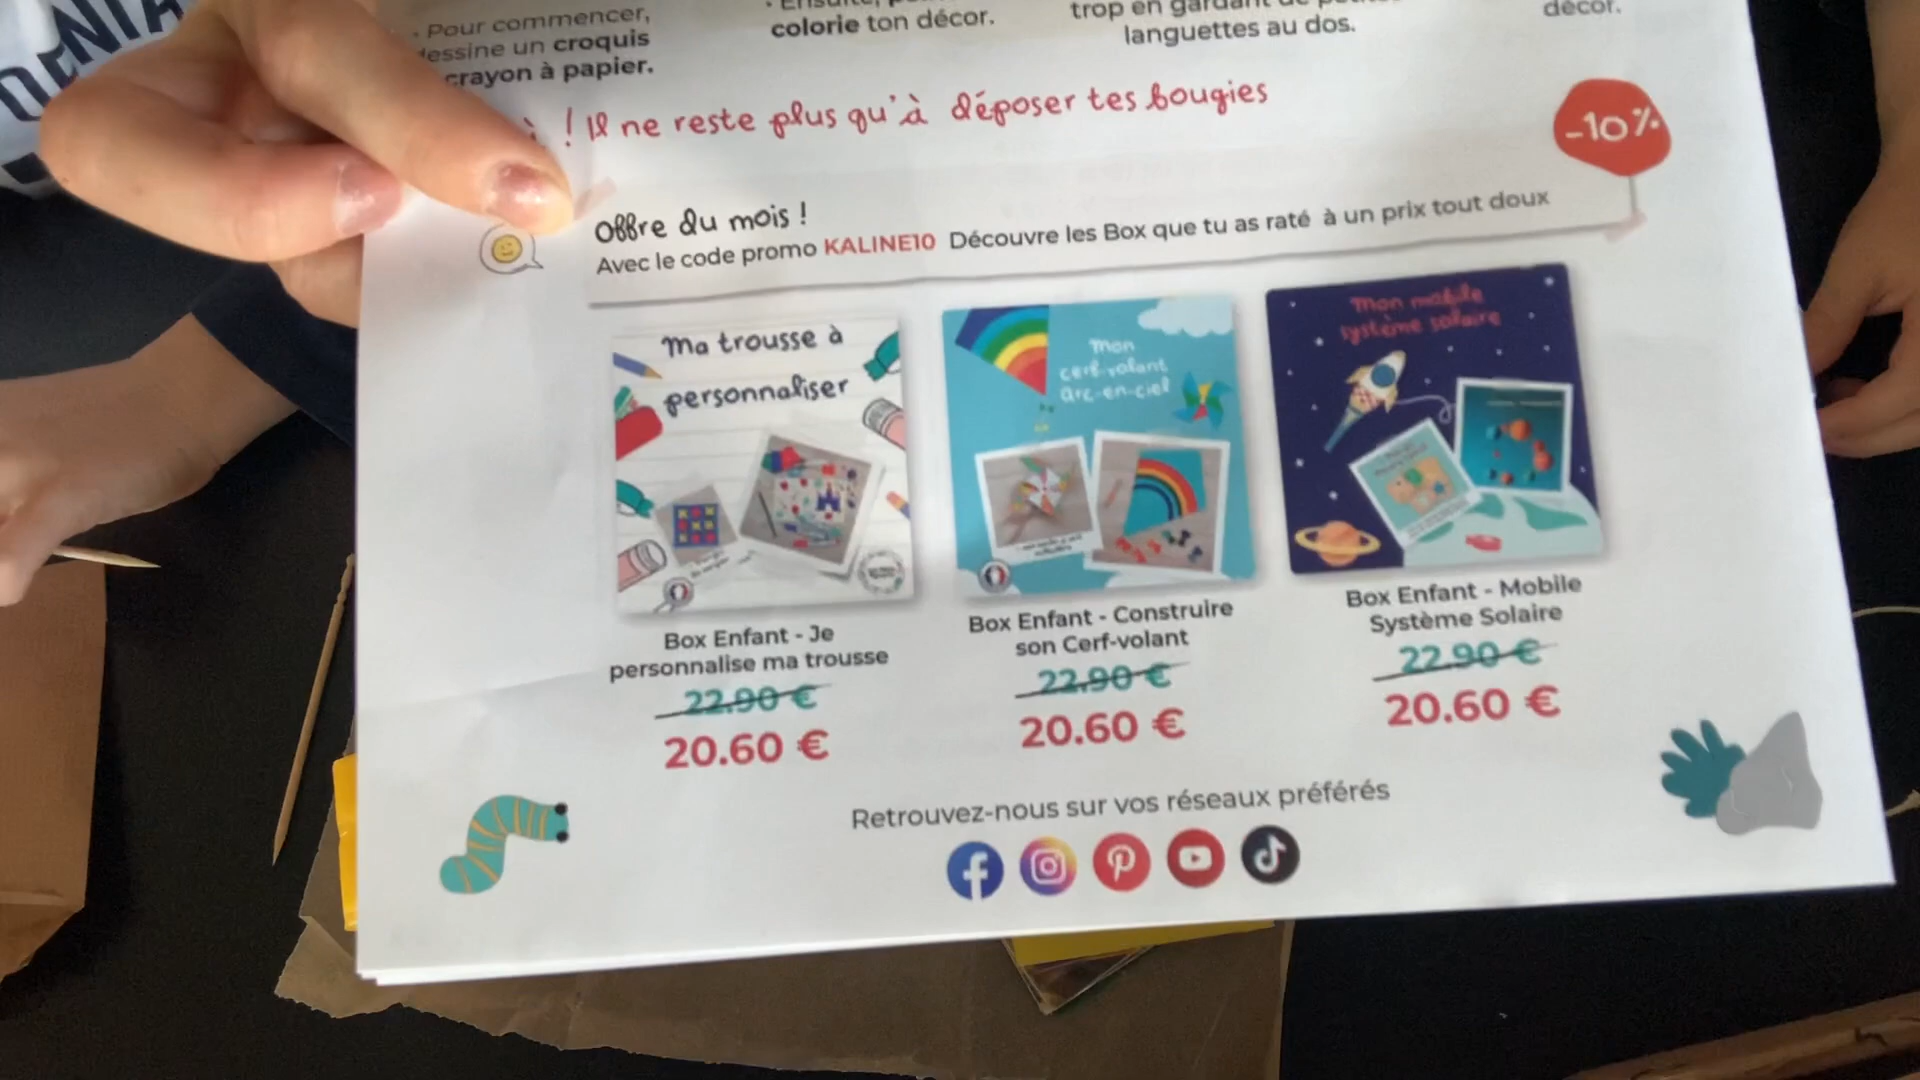 . Pour commencer,
dessine un croquis
crayon à papier.
colorie ton décor.
trop en gardant de
languettes au dos.
décor.
! Il ne reste plus qu'à déposer tes bougies
-10%
Offre du mois !
Avec le code promo KALINE10 Découvre les Box que tu as raté à un prix tout doux
Ma trousse à
personnaliser
Mon
cerf-volant
arc-en-ciel
Mon mobile
système solaire
Box Enfant - Je
personnalise ma trousse
22.90 €
20.60 €
Box Enfant - Construire
son Cerf-volant
22.90 €
20.60 €
Box Enfant - Mobile
Système Solaire
22.90 €
20.60 €
Retrouvez-nous sur vos réseaux préférés